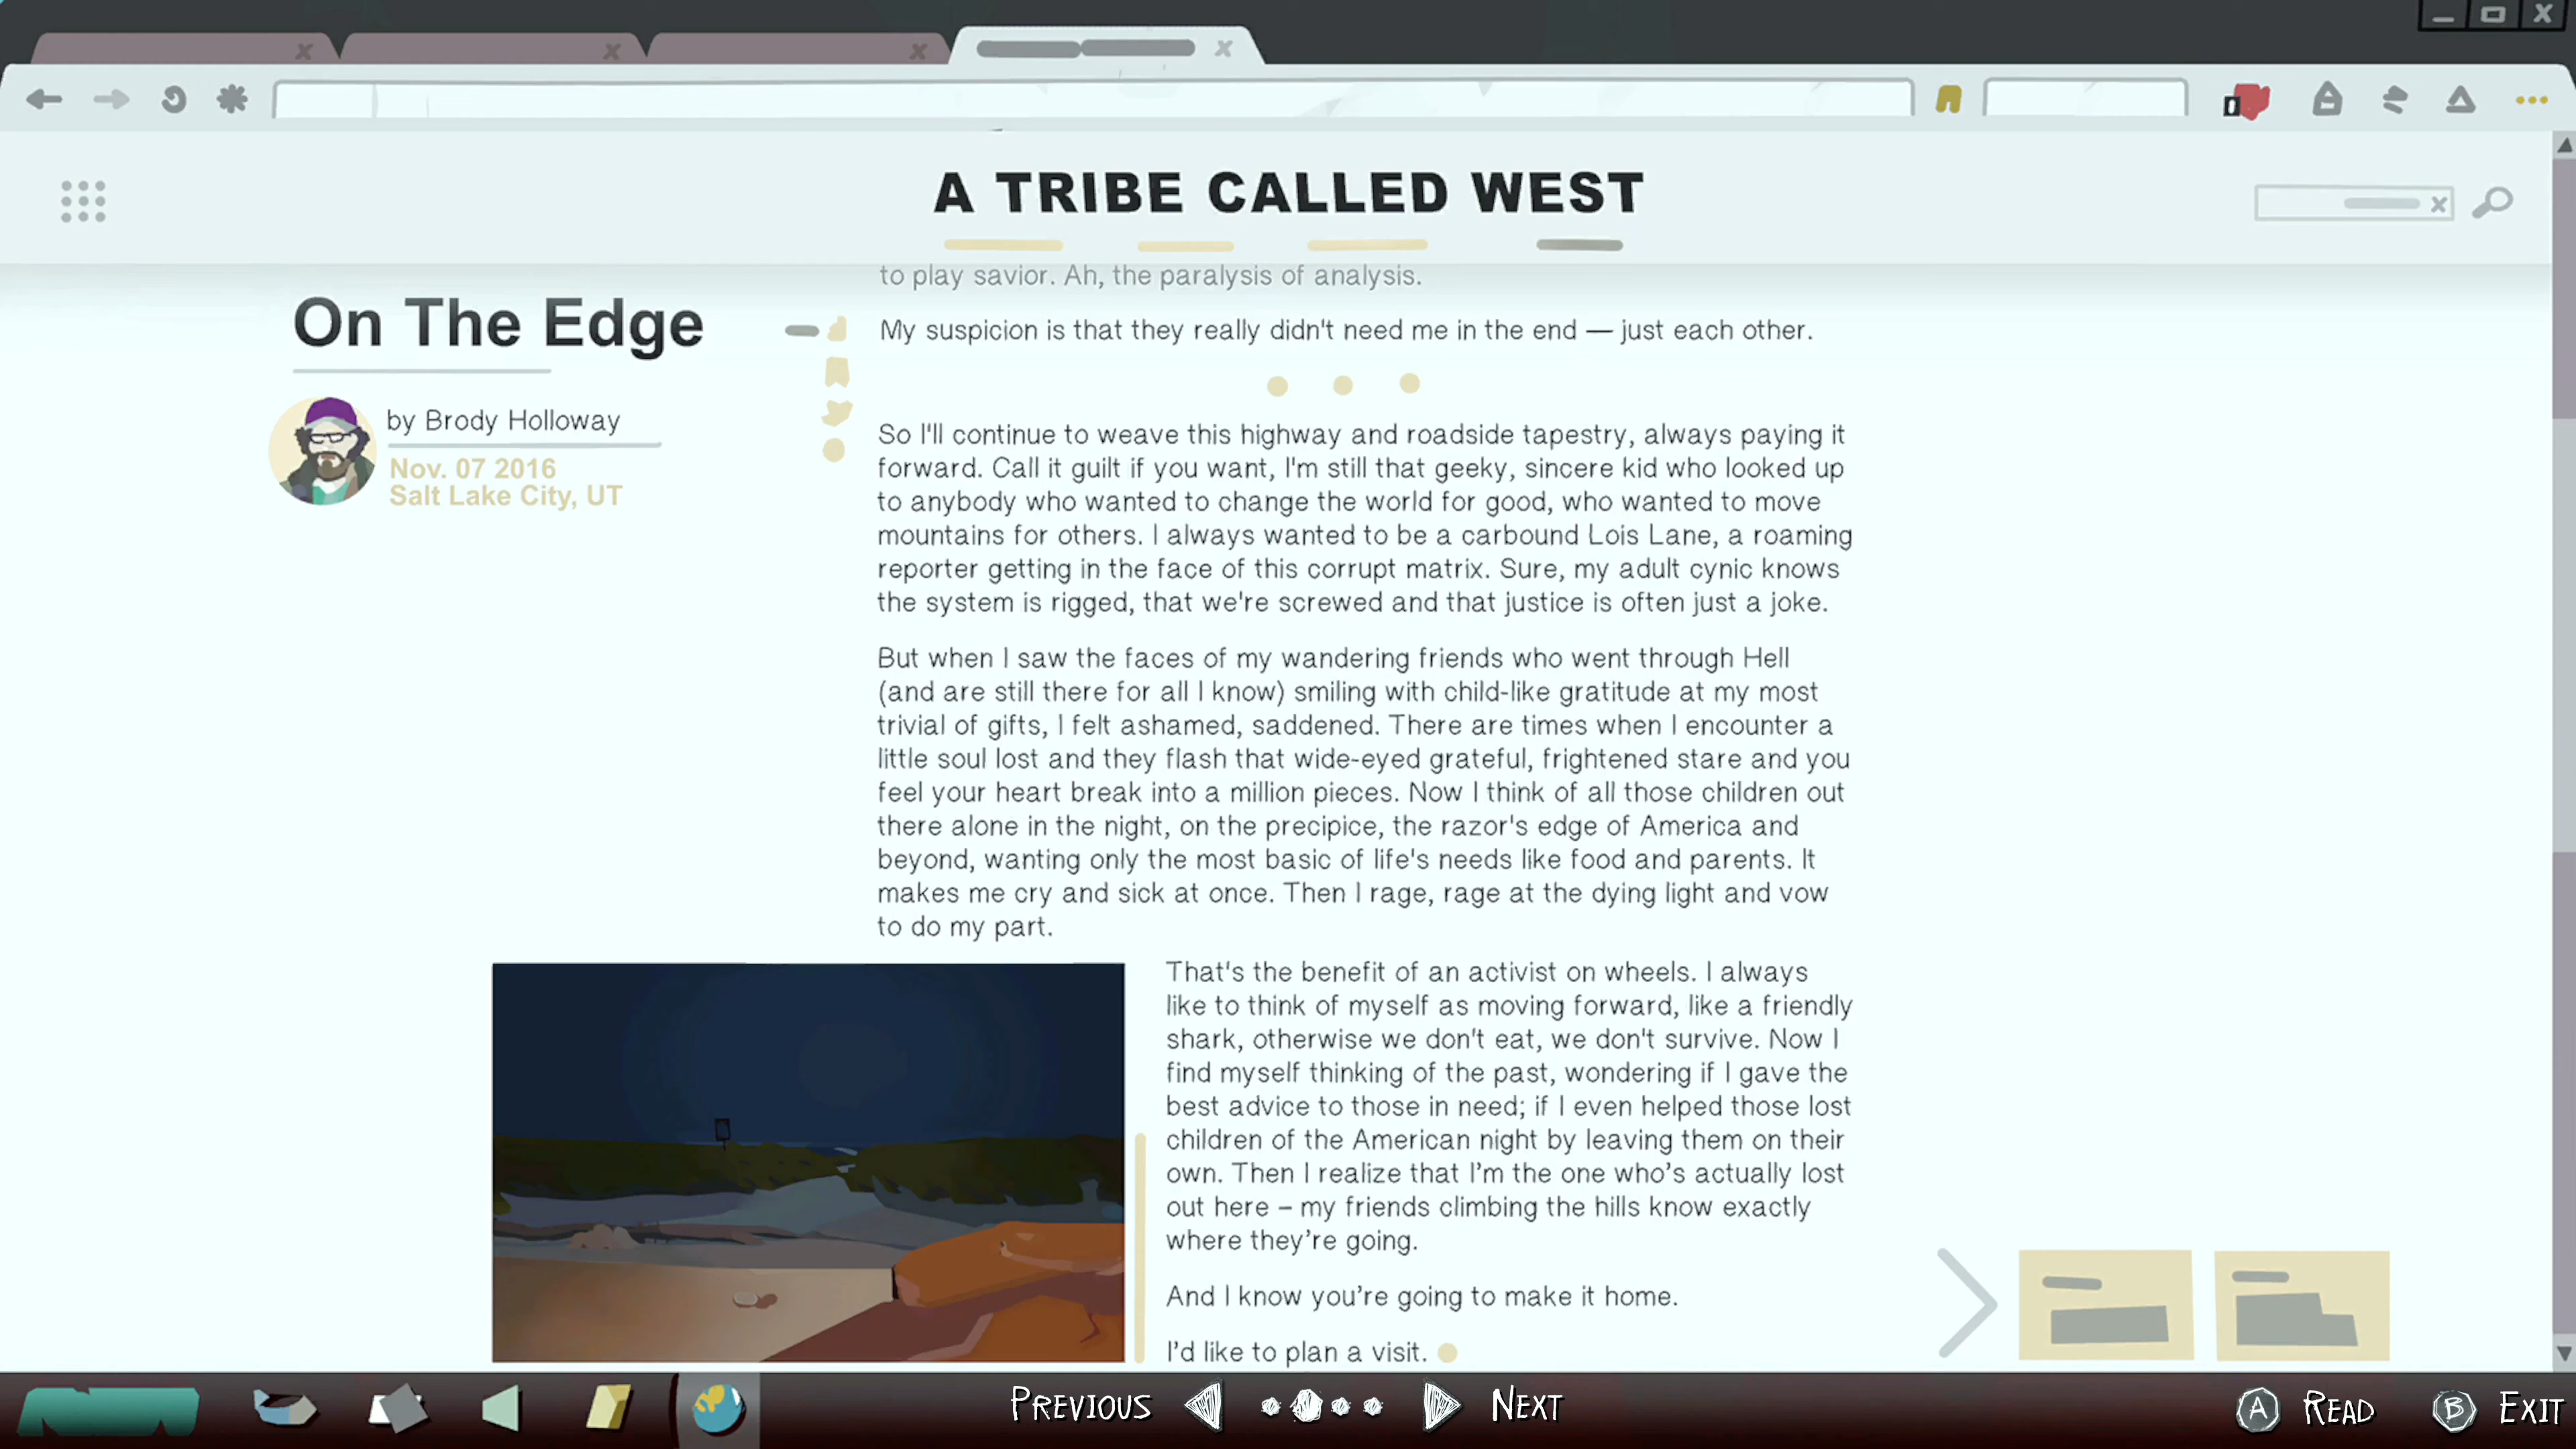 A TRIBE CALLED WEST
On The Edge
by Brody Holloway
Nov. 07 2016
Salt Lake City, UT
to play savior. Ah, the paralysis of analysis.
My suspicion is that they really didn't need me in the end — just each other.
So I'll continue to weave this highway and roadside tapestry, always paying it
forward. Call it guilt if you want, I'm still that geeky, sincere kid who looked up
to anybody who wanted to change the world for good, who wanted to move
mountains for others. I always wanted to be a carbound Lois Lane, a roaming
reporter getting in the face of this corrupt matrix. Sure, my adult cynic knows
the system is rigged, that we're screwed and that justice is often just a joke.
But when I saw the faces of my wandering friends who went through Hell
(and are still there for all I know) smiling with child-like gratitude at my most
trivial of gifts, I felt ashamed, saddened. There are times when I encounter a
little soul lost and they flash that wide-eyed grateful, frightened stare and you
feel your heart break into a million pieces. Now I think of all those children out
there alone in the night, on the precipice, the razor's edge of America and
beyond, wanting only the most basic of life's needs like food and parents. It
makes me cry and sick at once. Then I rage, rage at the dying light and vow
to do my part.
That's the benefit of an activist on wheels. I always
like to think of myself as moving forward, like a friendly
shark, otherwise we don't eat, we don't survive. Now I
find myself thinking of the past, wondering if I gave the
best advice to those in need; if I even helped those lost
children of the American night by leaving them on their
own. Then I realize that I'm the one who's actually lost
out here – my friends climbing the hills know exactly
where they're going.
And I know you're going to make it home.
I'd like to plan a visit.
PREVIOUS
NEXT
A READ
B EXIT